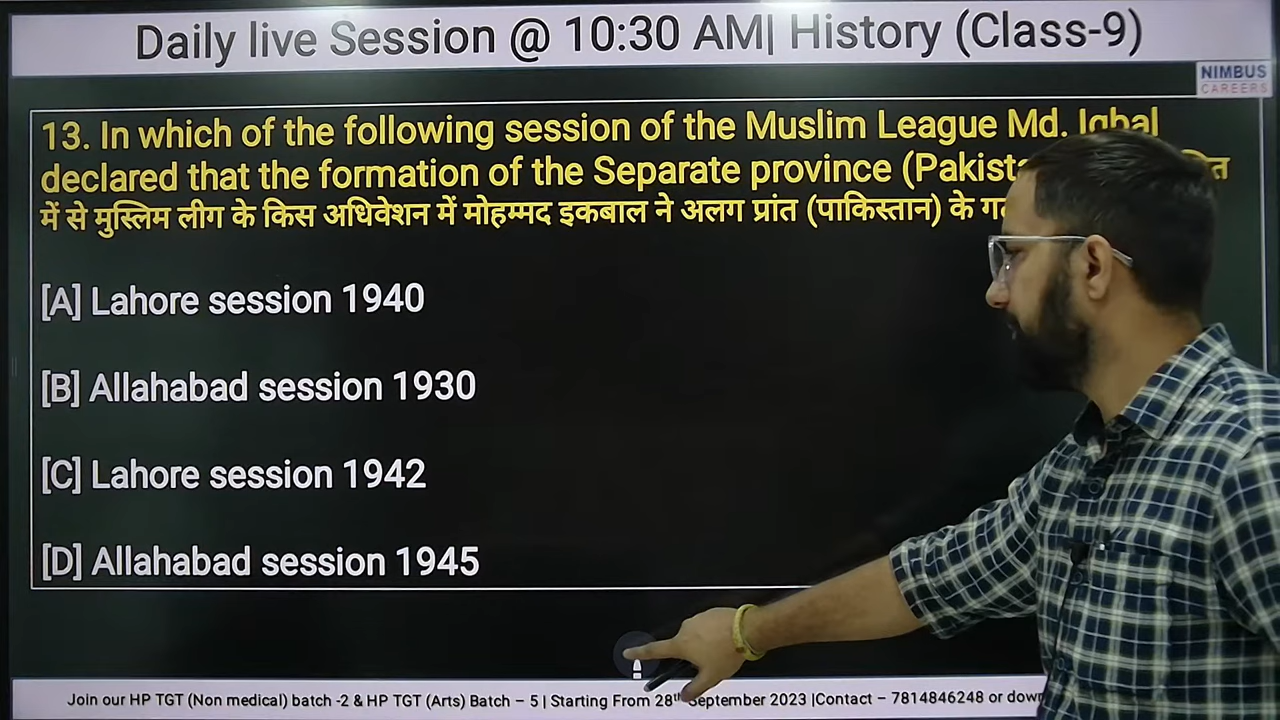 Daily live Session @ 10:30 AM| History (Class-9)
NIMBUS
CAREERS
13. In which of the following session of the Muslim League Md. Iqbal
declared that the formation of the Separate province
में से मुस्लिम लीग के किस अधिवेशन में मोहम्मद इकबाल ने अलग प्रांत (पाकिस्तान) के
[A] Lahore session 1940
[B] Allahabad session 1930
[C] Lahore session 1942
[D] Allahabad session 1945
Join our HP TGT (Non medical) batch -2 & HP TGT (Arts) Batch – 5 | Starting From 28th September 2023 |Contact – 7814846248 or